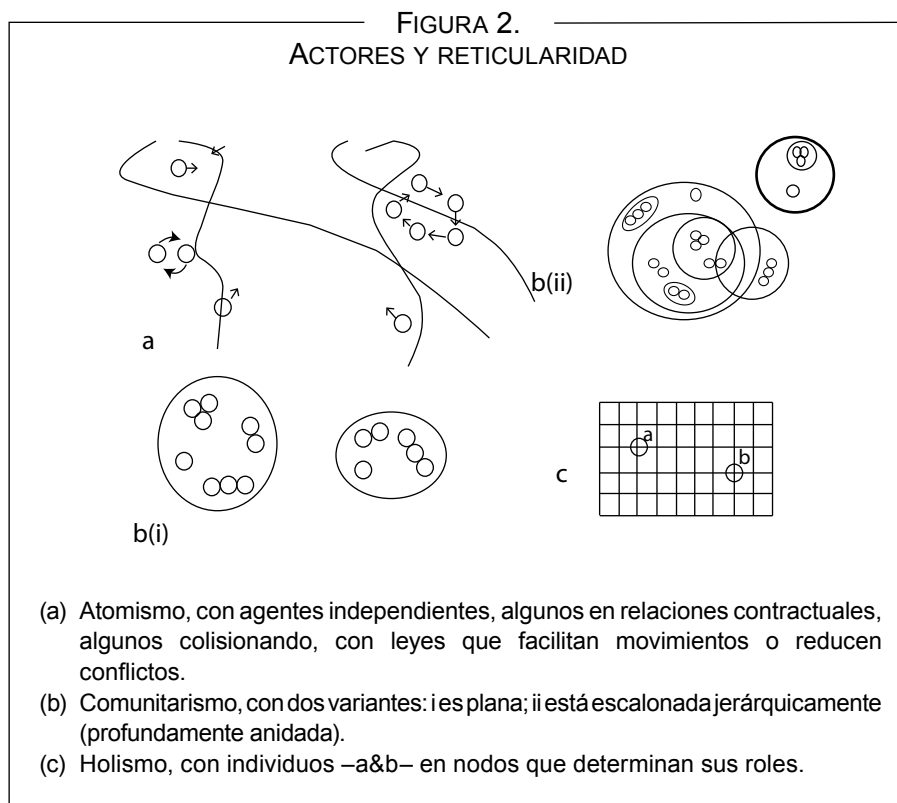 FIGURA 2.
ACTORES Y RETICULARIDAD
b(ii)
a
a
b
c
b(i)
(a) Atomismo, con agentes independientes, algunos en relaciones contractuales,
algunos colisionando, con leyes que facilitan movimientos o reducen
conflictos.
(b) Comunitarismo, con dos variantes: i es plana; ii está escalonada jerárquicamente
(profundamente anidada).
(c) Holismo, con individuos –a&b– en nodos que determinan sus roles.